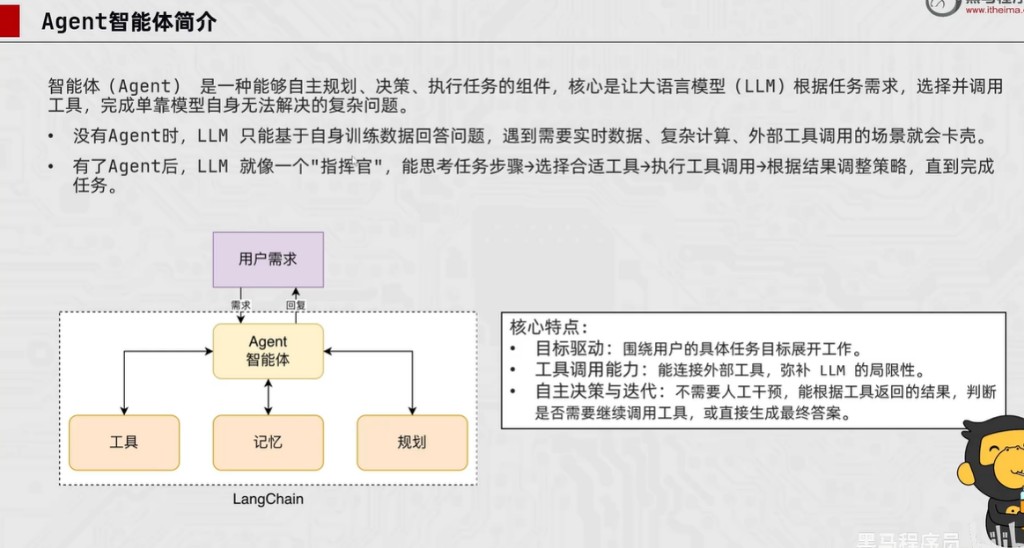 Agent智能体简介
www.itheima.c
智能体（Agent） 是一种能够自主规划、决策、执行任务的组件，核心是让大语言模型（LLM）根据任务需求，选择并调用
工具，完成单靠模型自身无法解决的复杂问题。
• 没有Agent时，LLM 只能基于自身训练数据回答问题，遇到需要实时数据、复杂计算、外部工具调用的场景就会卡壳。
• 有了Agent后，LLM 就像一个"指挥官"，能思考任务步骤→选择合适工具→执行工具调用→根据结果调整策略，直到完成
任务。
用户需求
需求
回复
Agent
智能体
工具
记忆
规划
LangChain
核心特点：
• 目标驱动：围绕用户的具体任务目标展开工作。
• 工具调用能力：能连接外部工具，弥补 LLM 的局限性。
• 自主决策与迭代：不需要人工干预，能根据工具返回的结果，判断
是否需要继续调用工具，或直接生成最终答案。
黑马程序员